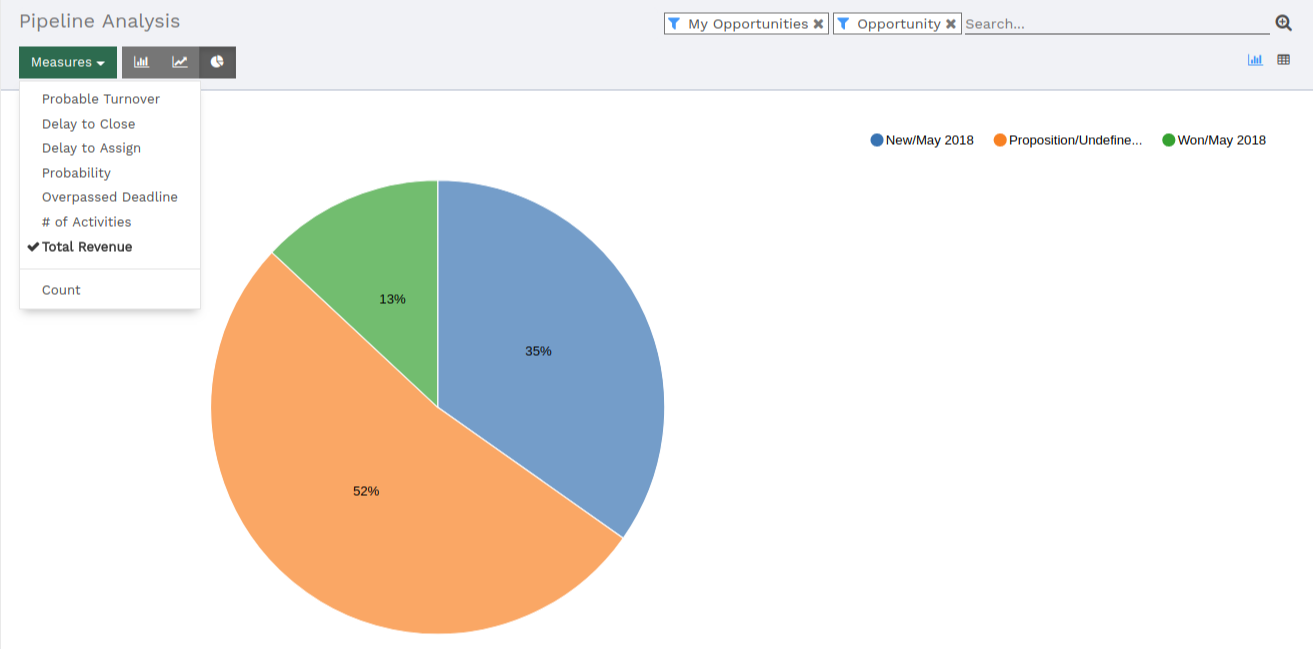 Pipeline Analysis
My Opportunities Opportunity Search...
Measures
Probable Turnover
Delay to Close
Delay to Assign
Probability
Overpassed Deadline
# of Activities
Total Revenue
Count
New/May 2018 Proposition/Undefine... Won/May 2018
13%
35%
52%